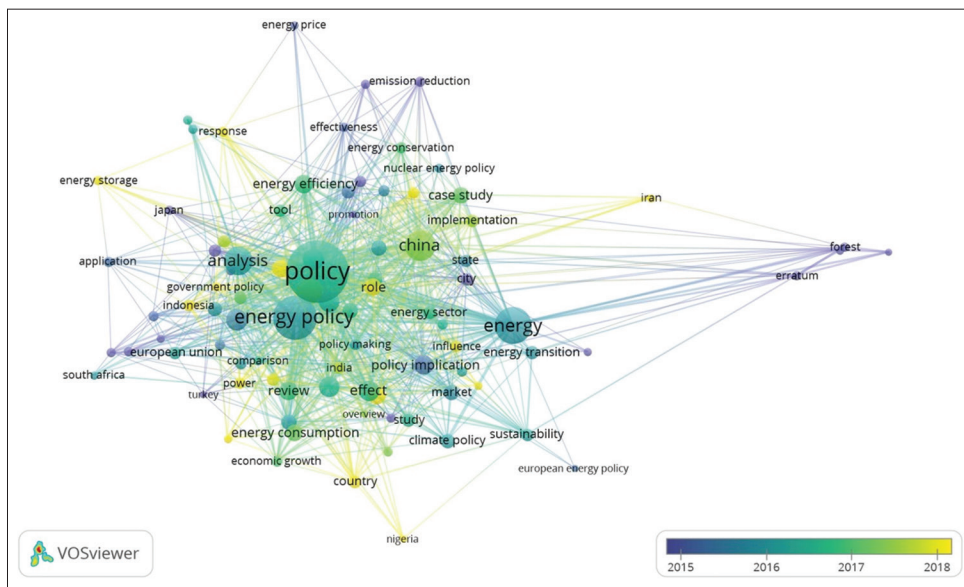 energy price
emission reduction
effectiveness
response
energy conservation
nuclear energy policy
energy storage
energy efficiency
case study
iran
tool
japan
promotion
implementation
china
forest
application
analysis
policy
state
city
erratum
government policy
role
indonesia
energy policy
energy sector
energy
european union
policy making
influence
energy transition
comparison
india
policy implication
south africa
power
turkey
review
effect
market
overview
study
energy consumption
climate policy
sustainability
economic growth
european energy policy
country
nigeria
VOSviewer
2015 2016 2017 2018